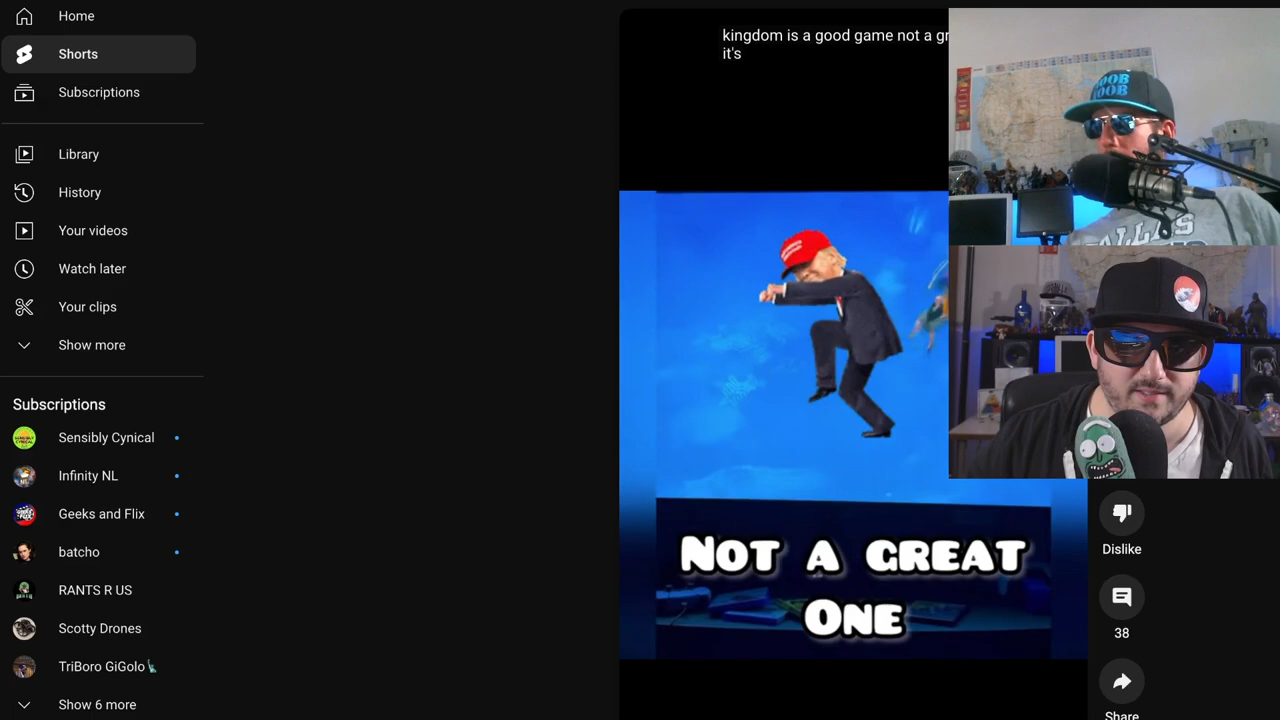 Home
Shorts
Subscriptions
Library
History
Your videos
Watch later
Your clips
Show more
Subscriptions
Sensibly Cynical
Infinity NL
Geeks and Flix
batcho
RANTS R US
Scotty Drones
TriBoro GiGolo
Show 6 more
kingdom is a good game not a gr
it's
NOT A GREAT
ONE
Dislike
38
Share